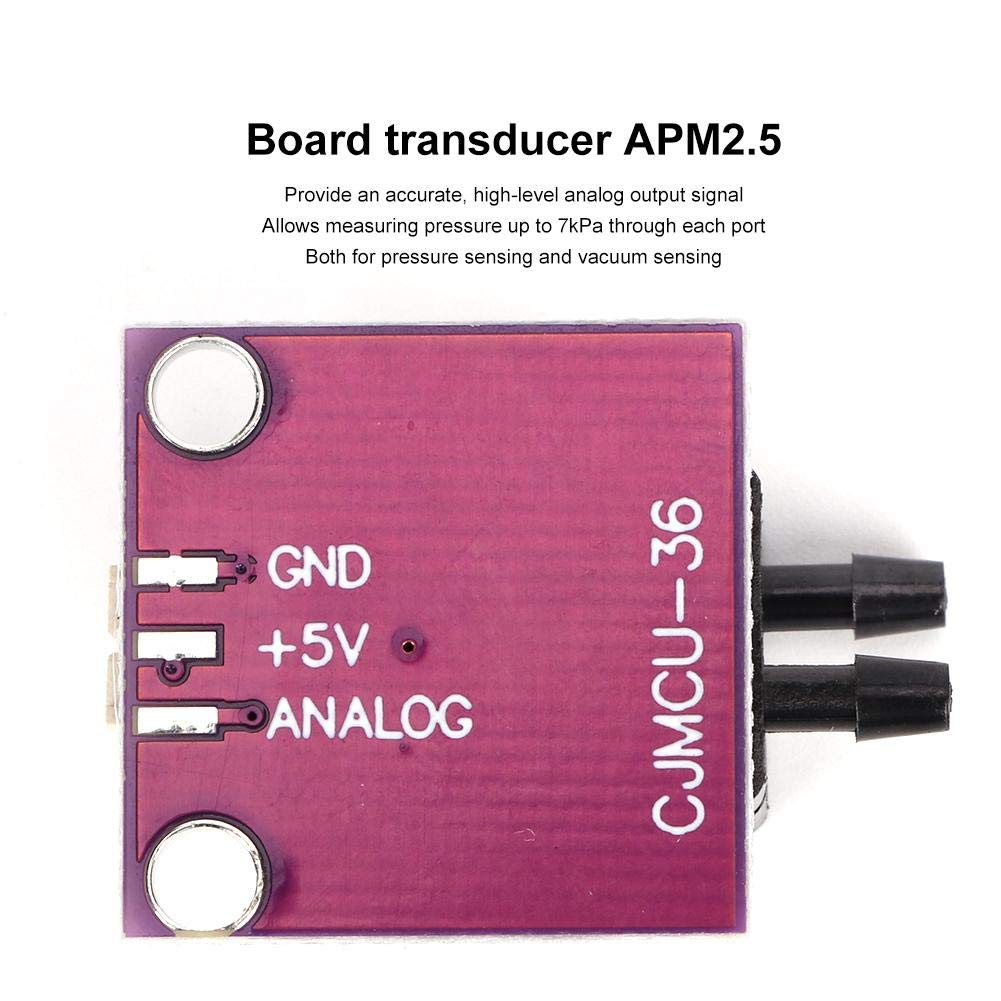 Board transducer APM2.5
Provide an accurate, high-level analog output signal
Allows measuring pressure up to 7kPa through each port
Both for pressure sensing and vacuum sensing
GND
+5V
ANALOG
CJMCU-36